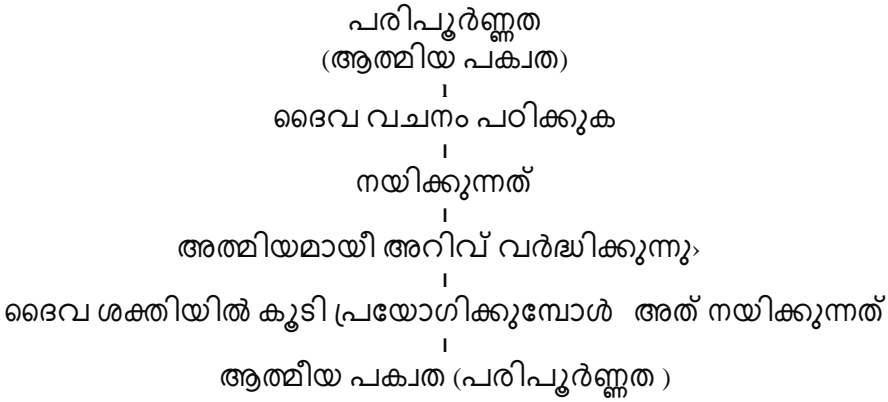 പരിപൂർണ്ണത
(ആത്മിയ പക്വത)
ദൈവ വചനം പഠിക്കുക
നയിക്കുന്നത്
അത്മിയമായീ അറിവ് വർദ്ധിക്കുന്നു›
ദൈവ ശക്തിയിൽ കൂടി പ്രയോഗിക്കുമ്പോൾ അത് നയിക്കുന്നത്
ആത്മീയ പക്വത (പരിപൂർണ്ണത )